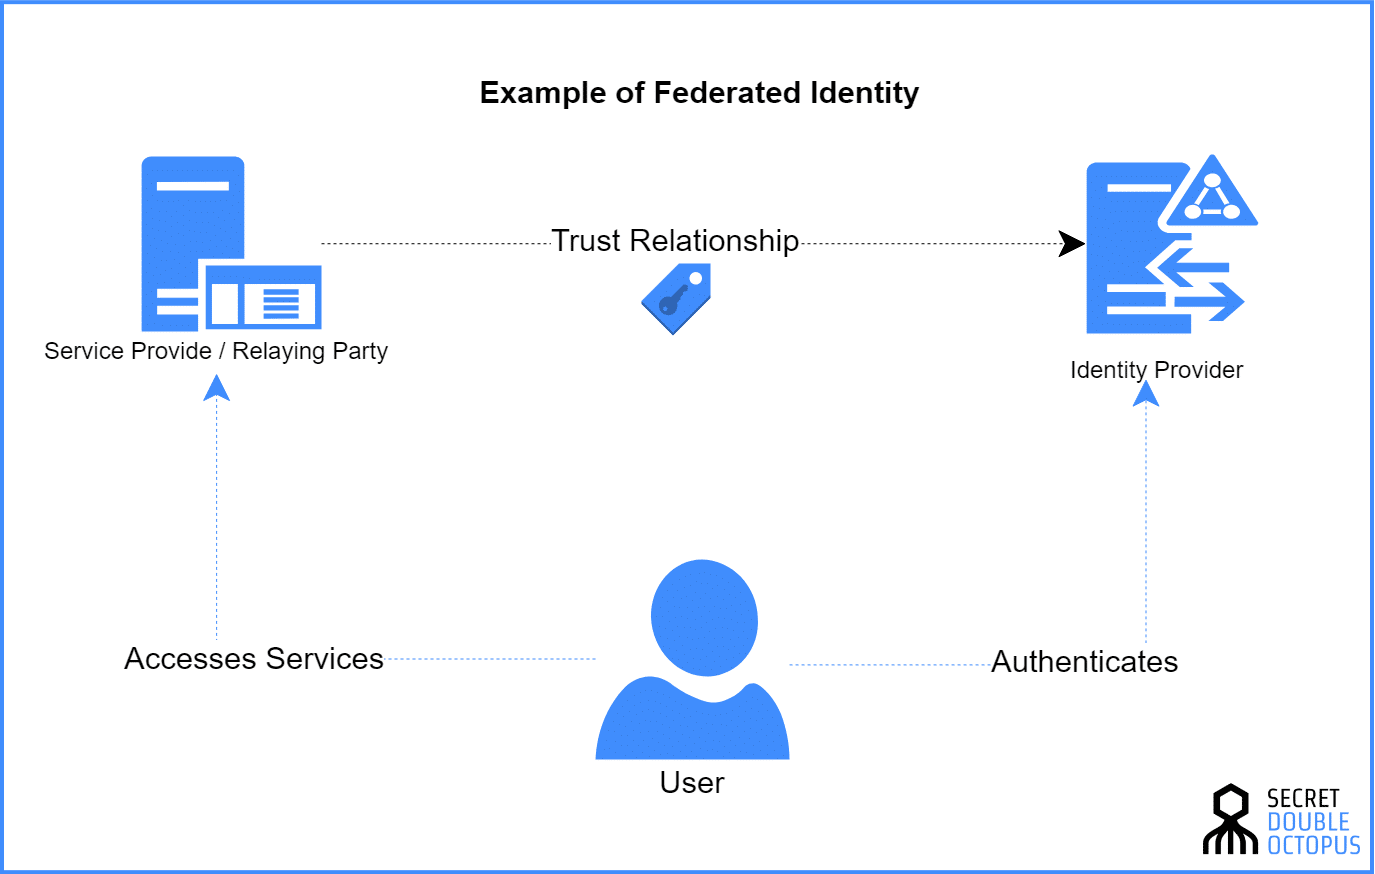 Example of Federated Identity
Trust Relationship
Service Provide / Relaying Party
Identity Provider
Accesses Services
Authenticates
User
SECRET
DOUBLE
OCTOPUS